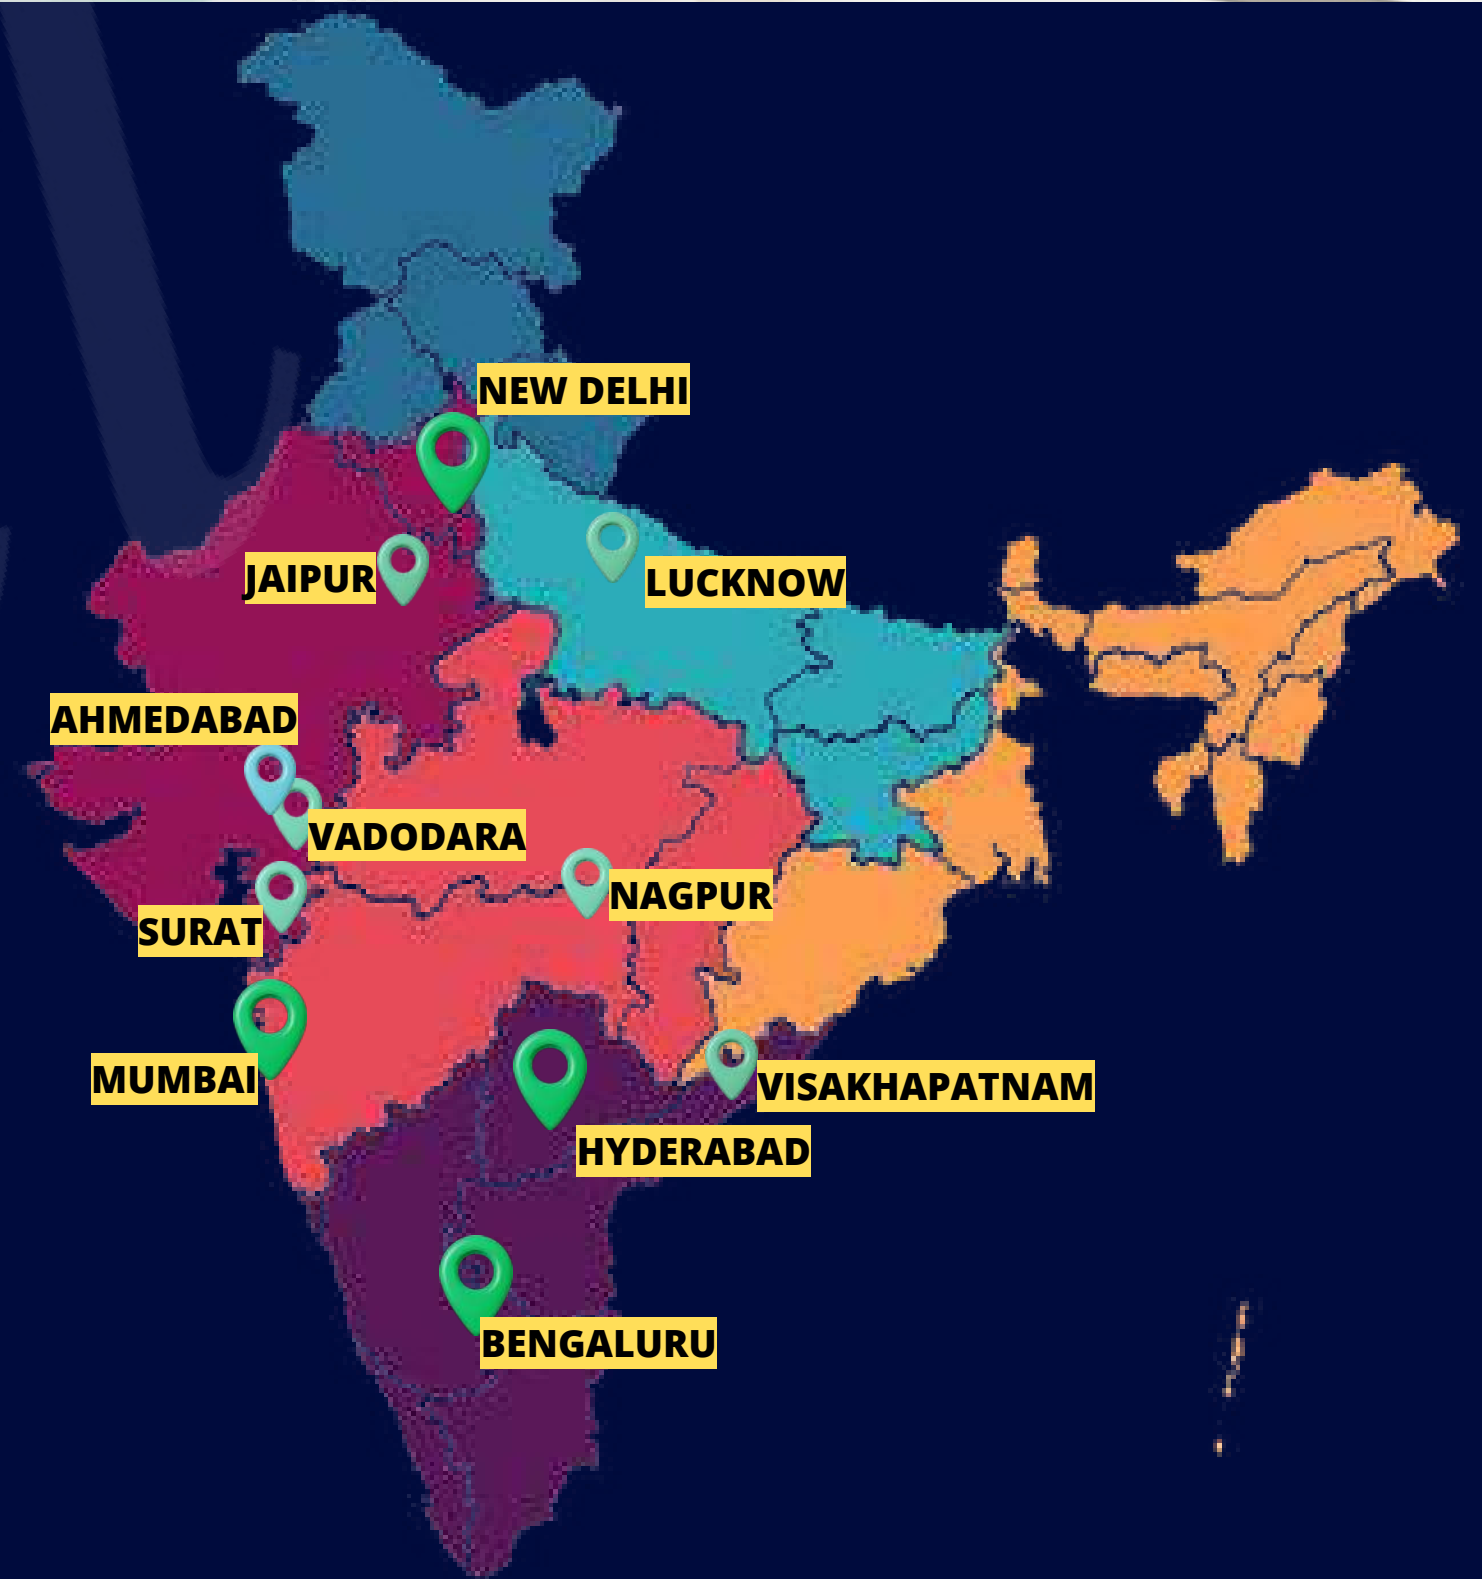 NEW DELHI
JAIPUR
LUCKNOW
AHMEDABAD
VADODARA
NAGPUR
SURAT
MUMBAI
VISAKHAPATNAM
HYDERABAD
BENGALURU